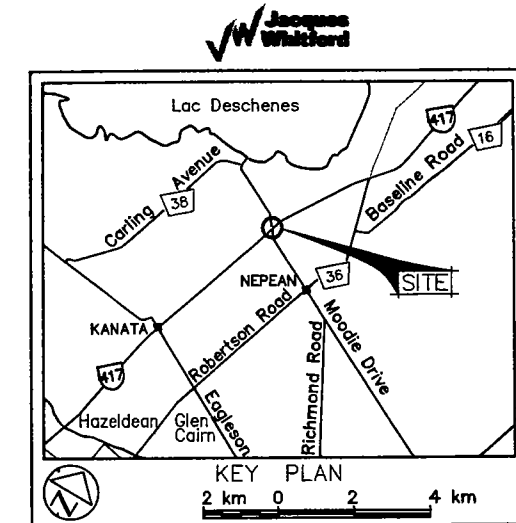 Jacques
Whitford
Lac Deschenes
417
16
Baseline Road
Carling Avenue
38
NEPEAN
36
SITE
KANATA
Robertson Road
Moodie Drive
417
Richmond Road
Eagleson
Hazeldean
Glen
Cairn
KEY PLAN
N
2 km 0 2 4 km